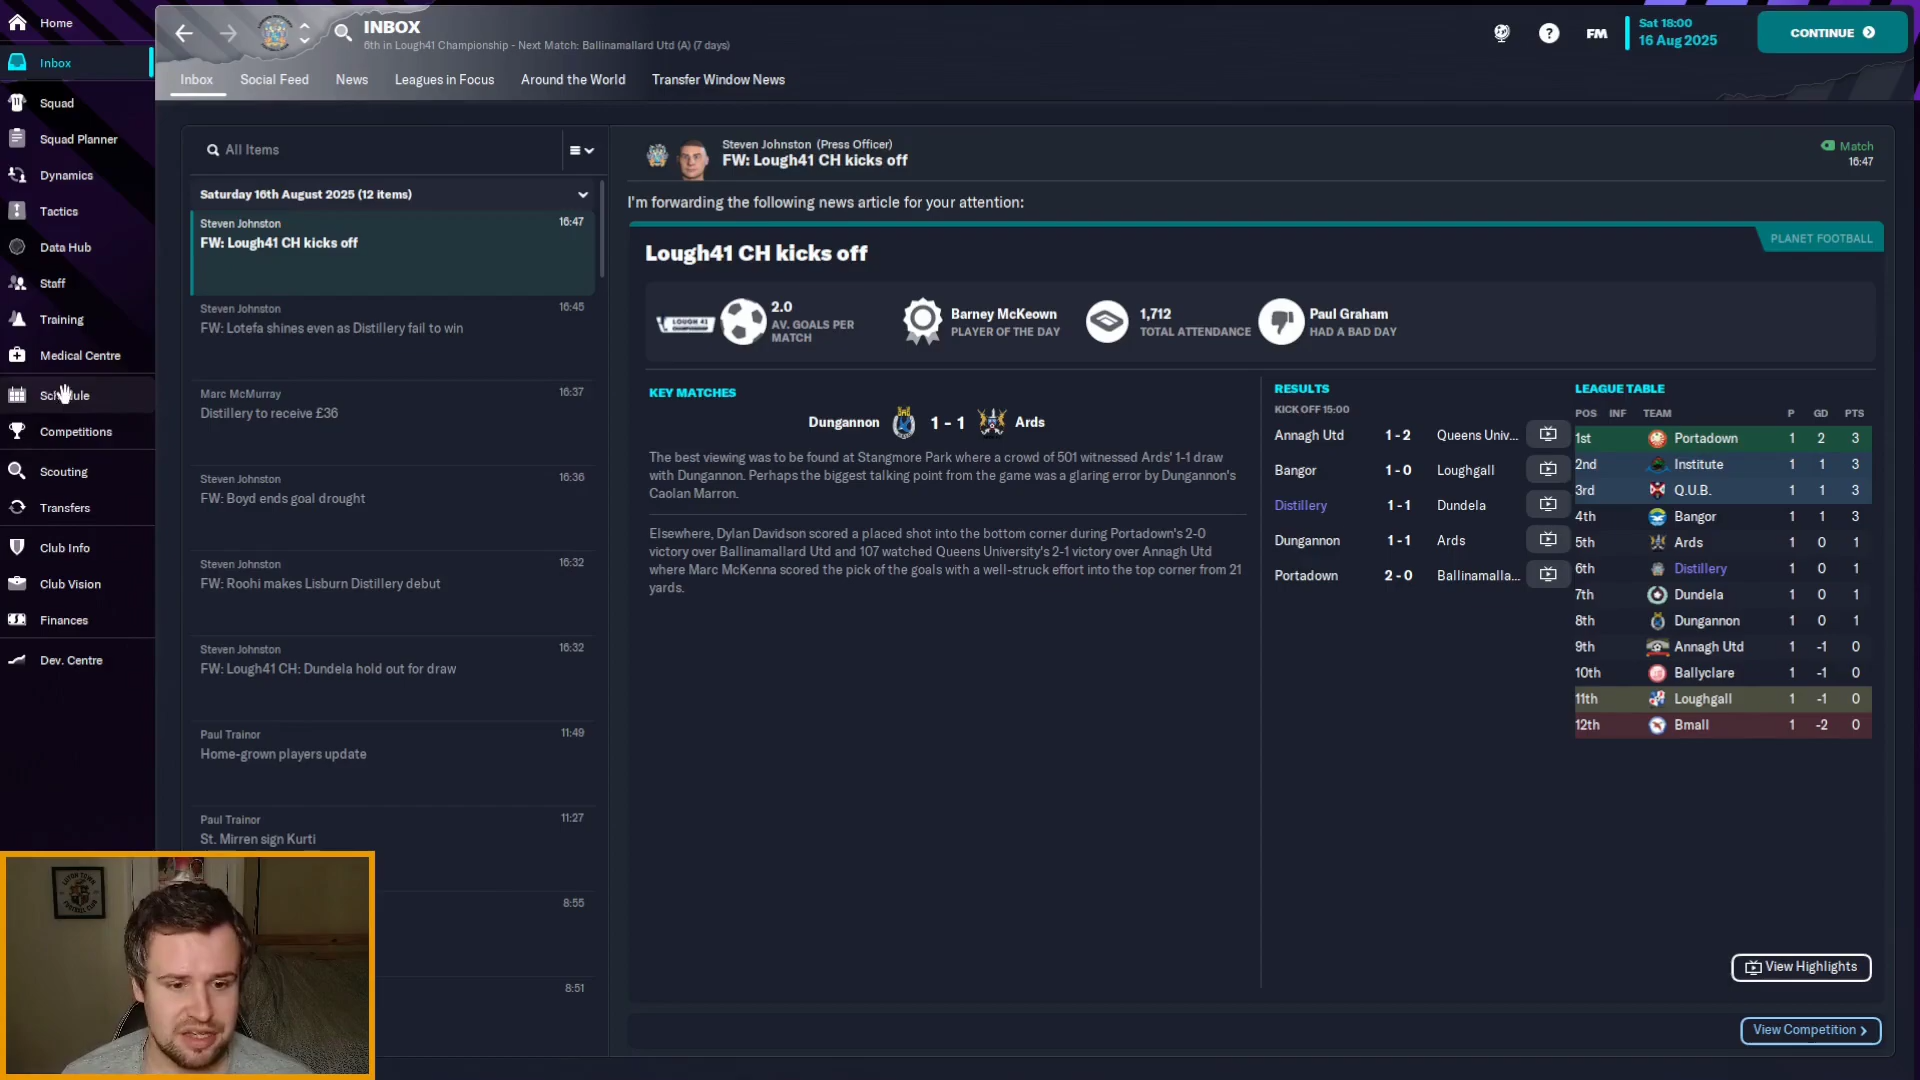 Home
Inbox
Squad
Squad Planner
Dynamics
Tactics
Data Hub
Staff
Training
Medical Centre
Schedule
Competitions
Scouting
Transfers
Club Info
Club Vision
Finances
Dev. Centre
INBOX
6th in Lough41 Championship - Next Match: Ballinamallard Utd (A) (7 days)
FM
Sat 18:00
16 Aug 2025
CONTINUE
Inbox Social Feed News Leagues in Focus Around the World Transfer Window News
All Items
Saturday 16th August 2025 (12 items)
Steven Johnston 16:47
FW: Lough41 CH kicks off
Steven Johnston 16:45
FW: Lotefa shines even as Distillery fail to win
Marc McMurray 16:37
Distillery to receive £36
Steven Johnston 16:36
FW: Boyd ends goal drought
Steven Johnston 16:32
FW: Roohi makes Lisburn Distillery debut
Steven Johnston 16:32
FW: Lough41 CH: Dundela hold out for draw
Paul Trainor 11:49
Home-grown players update
Paul Trainor 11:27
St. Mirren sign Kurti
8:55
8:51
Steven Johnston (Press Officer)
FW: Lough41 CH kicks off
Match
16:47
I'm forwarding the following news article for your attention:
PLANET FOOTBALL
Lough41 CH kicks off
LOUGH 41
2.0
AV. GOALS PER
MATCH
Barney McKeown
PLAYER OF THE DAY
1,712
TOTAL ATTENDANCE
Paul Graham
HAD A BAD DAY
KEY MATCHES
Dungannon 1 - 1 Ards
The best viewing was to be found at Stangmore Park where a crowd of 501 witnessed Ards' 1-1 draw
with Dungannon. Perhaps the biggest talking point from the game was a glaring error by Dungannon's
Caolan Marron.
Elsewhere, Dylan Davidson scored a placed shot into the bottom corner during Portadown's 2-0
victory over Ballinamallard Utd and 107 watched Queens University's 2-1 victory over Annagh Utd
where Marc McKenna scored the pick of the goals with a well-struck effort into the top corner from 21
yards.
RESULTS
KICK OFF 15:00
Annagh Utd 1 - 2 Queens Univ...
Bangor 1 - 0 Loughgall
Distillery 1 - 1 Dundela
Dungannon 1 - 1 Ards
Portadown 2 - 0 Ballinamalla...
LEAGUE TABLE
POS INF TEAM P GD PTS
1st Portadown 1 2 3
2nd Institute 1 1 3
3rd Q.U.B. 1 1 3
4th Bangor 1 1 3
5th Ards 1 0 1
6th Distillery 1 0 1
7th Dundela 1 0 1
8th Dungannon 1 0 1
9th Annagh Utd 1 -1 0
10th Ballyclare 1 -1 0
11th Loughgall 1 -1 0
12th Bmall 1 -2 0
View Highlights
View Competition
LUTON TOWN